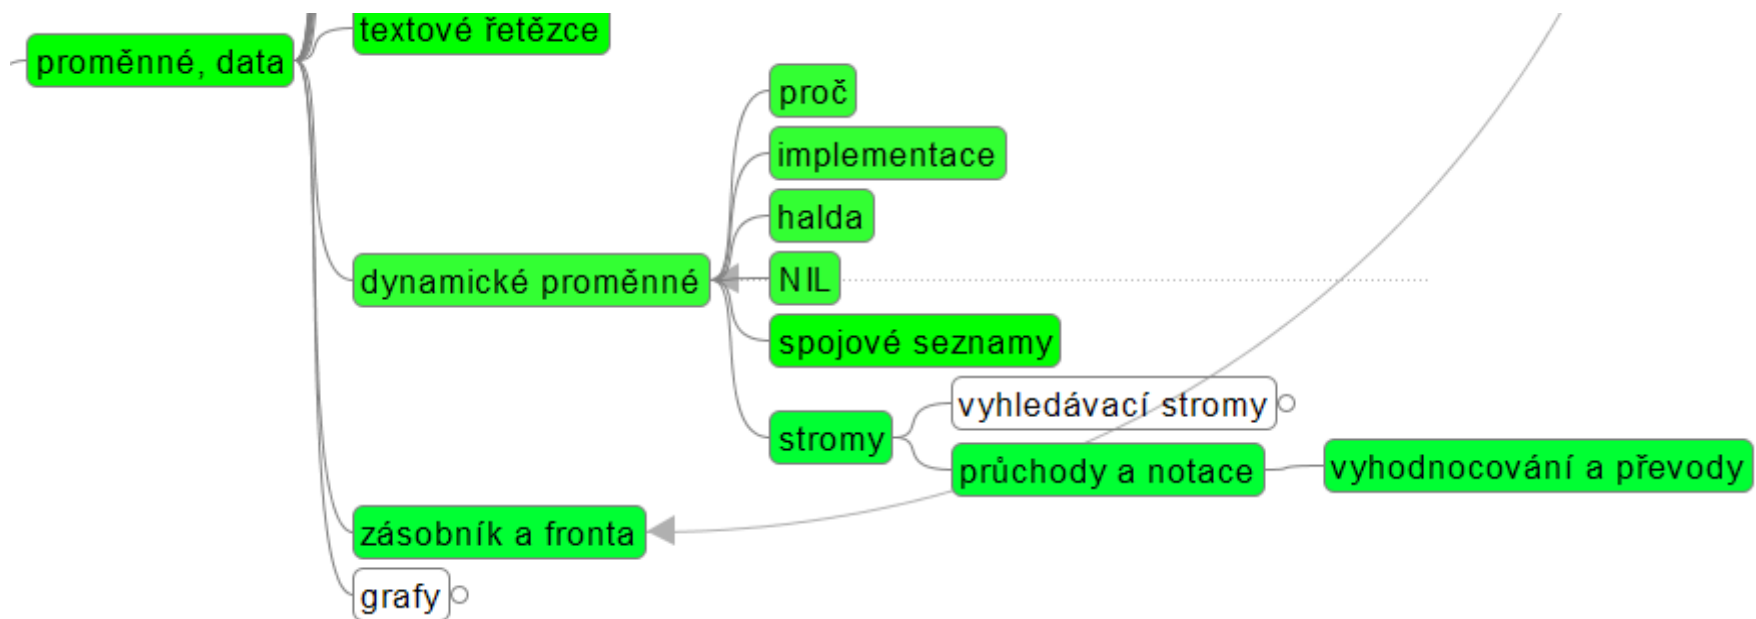 textové řetězce
proměnné, data
proč
implementace
halda
dynamické proměnné
NIL
spojové seznamy
vyhledávací stromy
stromy
průchody a notace
vyhodnocování a převody
zásobník a fronta
grafy